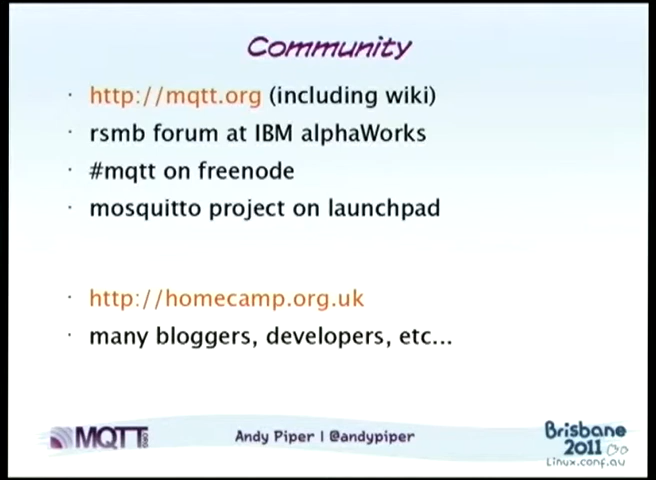 Community
· http://mqtt.org (including wiki)
· rsmb forum at IBM alphaWorks
· #mqtt on freenode
· mosquitto project on launchpad
· http://homecamp.org.uk
· many bloggers, developers, etc...
MQTT.ORG
Andy Piper | @andypiper
Brisbane
2011
Linux.conf.au